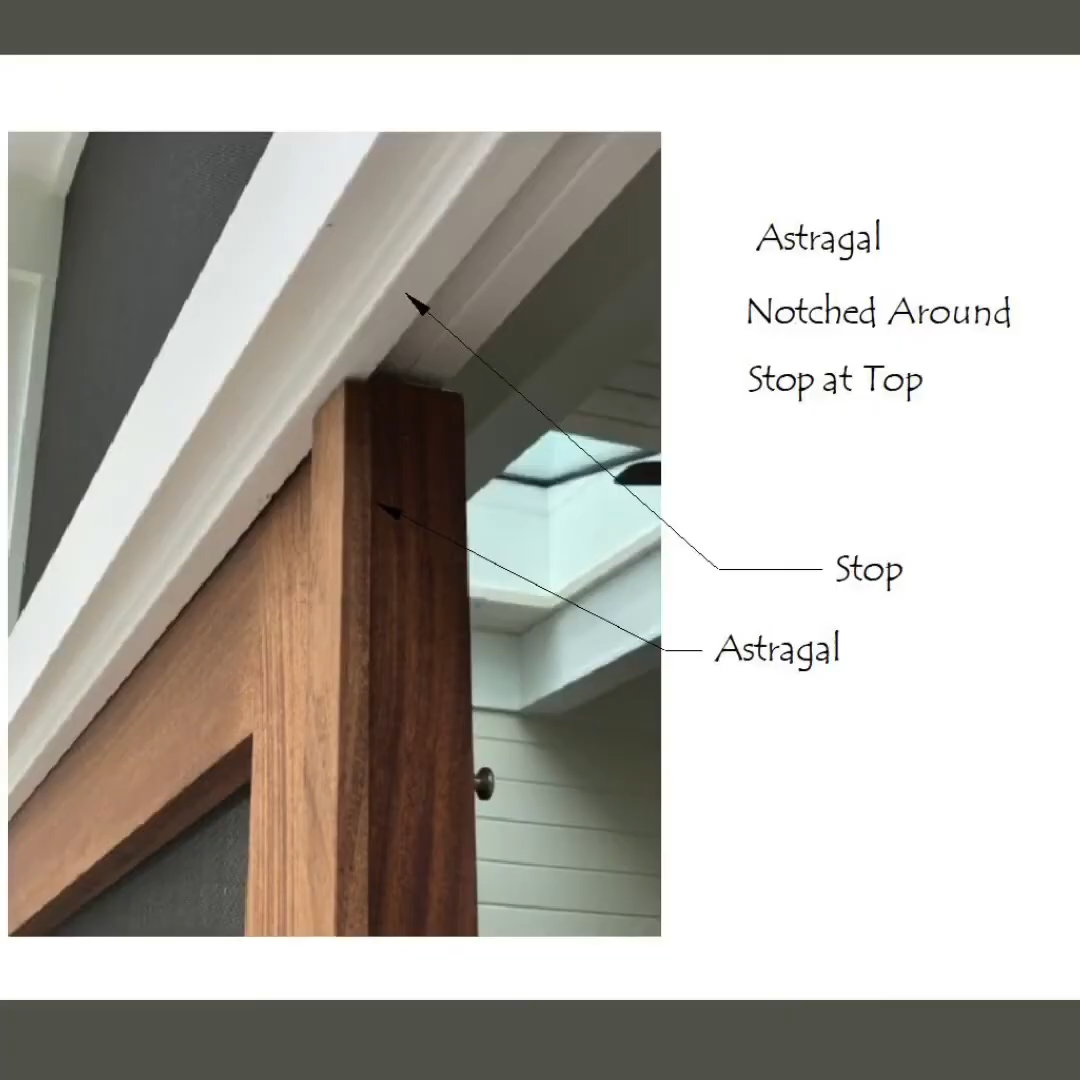 Astragal
Notched Around
Stop at Top
Stop
Astragal